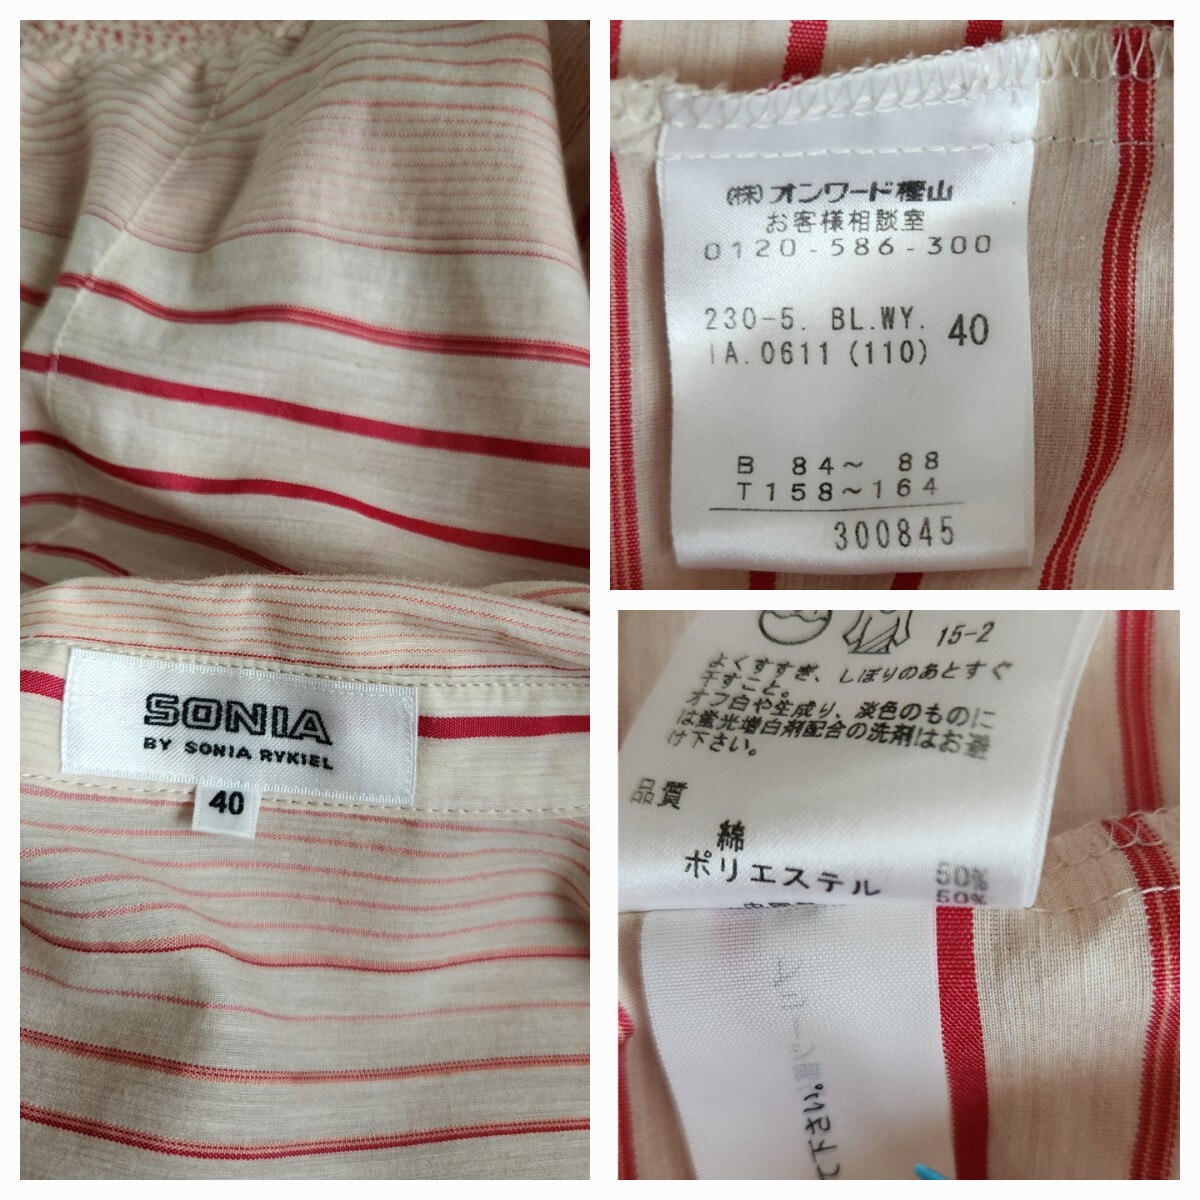 SONIA
BY SONIA RYKIEL
40
(株)オンワード樫山
お客様相談室
0120-586-300
230-5. BL.WY. 40
IA.0611 (110)
B 84～ 88
T158～164
300845
15-2
よくすすぎ、しぼりのあとすぐ
干すこと。
オフ白や生成り、淡色のものに
は蛍光増白剤配合の洗剤はお避
け下さい。
品質
綿 50%
ポリエステル 50%